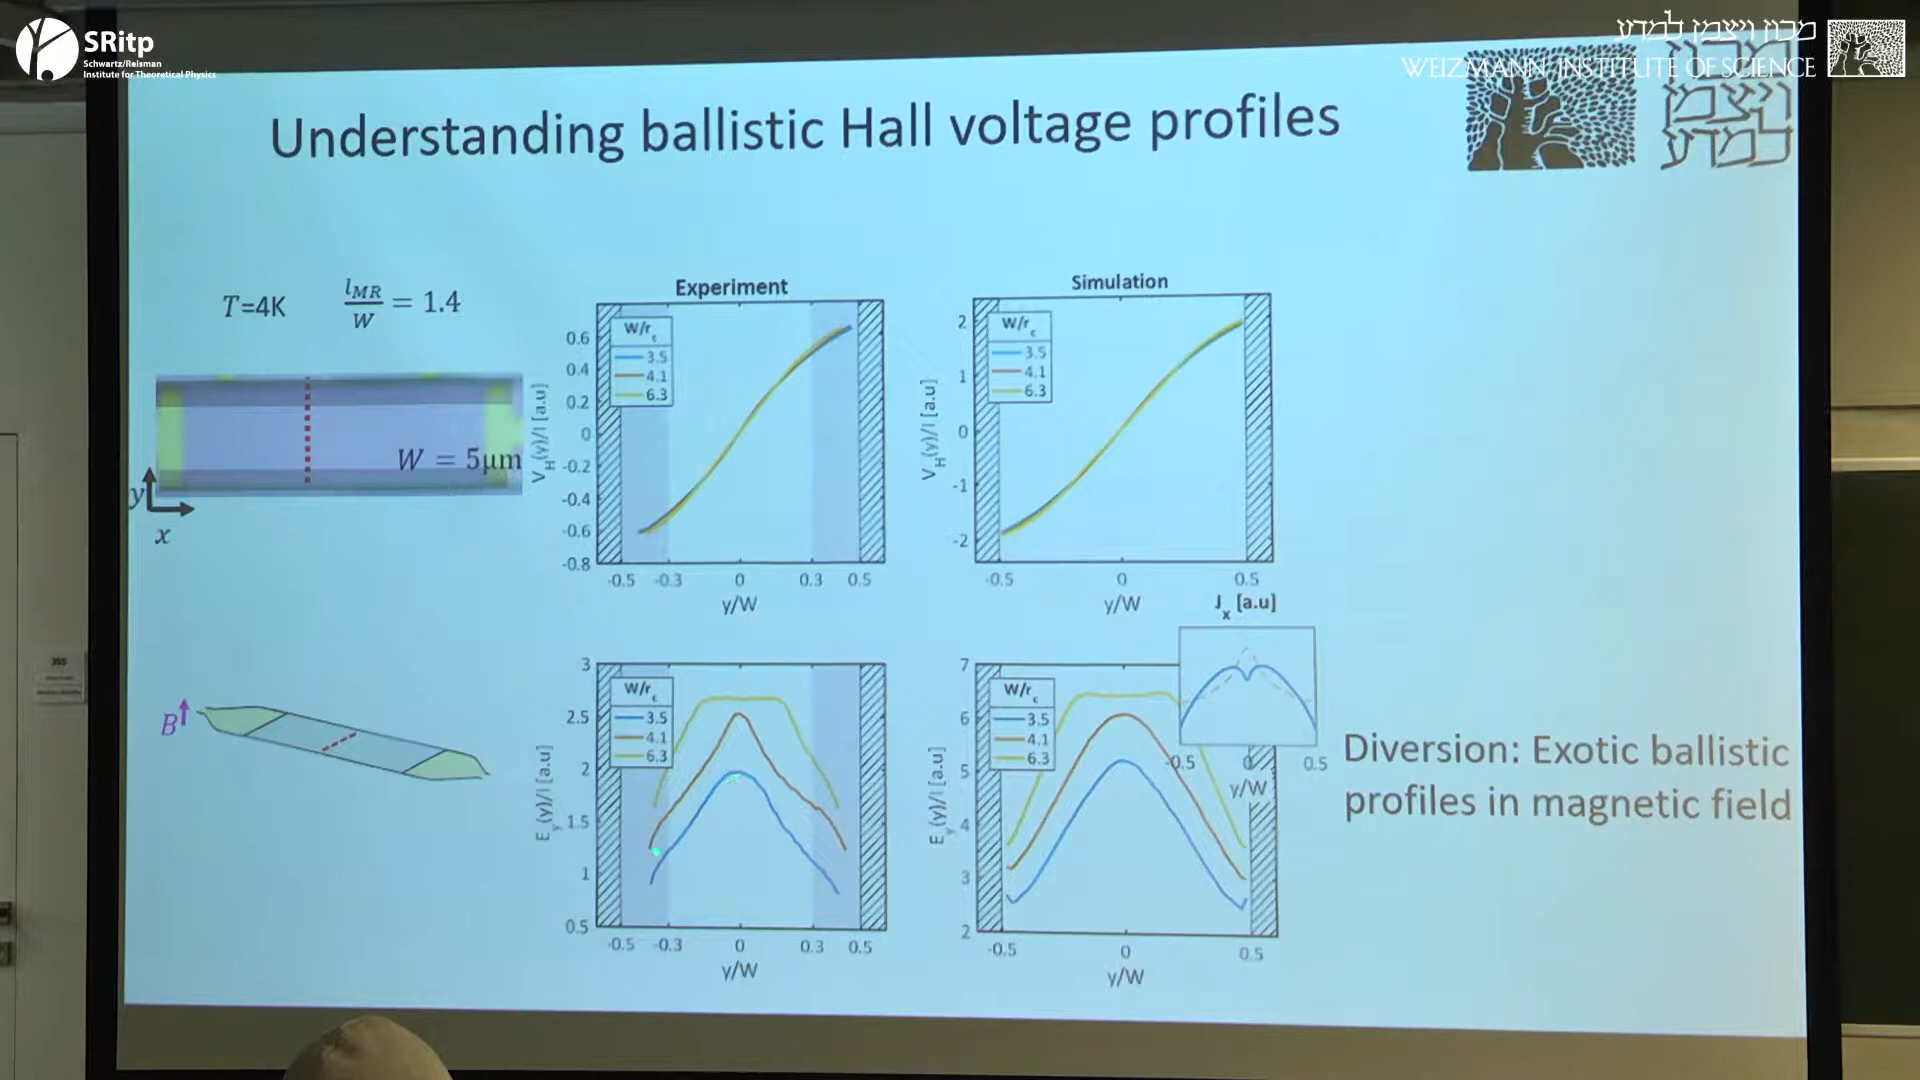 SRitp
Schwartz/Reisman
Institute for Theoretical Physics
מכון ויצמן למדע
WEIZMANN INSTITUTE OF SCIENCE
מכון
ויצמן
למדע
Understanding ballistic Hall voltage profiles
T=4K
l_MR/W = 1.4
W = 5μm
y
x
B
Experiment
W/r_c
3.5
4.1
6.3
V_H(y)/I [a.u]
0.6
0.4
0.2
0
-0.2
-0.4
-0.6
-0.8
-0.5 -0.3 0 0.3 0.5
y/W
Simulation
W/r_c
3.5
4.1
6.3
V_H(y)/I [a.u]
2
1
0
-1
-2
-0.5 0 0.5
y/W
W/r_c
3.5
4.1
6.3
E_y(y)/I [a.u]
3
2.5
2
1.5
1
0.5
-0.5 -0.3 0 0.3 0.5
y/W
W/r_c
3.5
4.1
6.3
E_y(y)/I [a.u]
7
6
5
4
3
2
-0.5 0 0.5
y/W
J_x [a.u]
-0.5 0 0.5
y/W
Diversion: Exotic ballistic
profiles in magnetic field